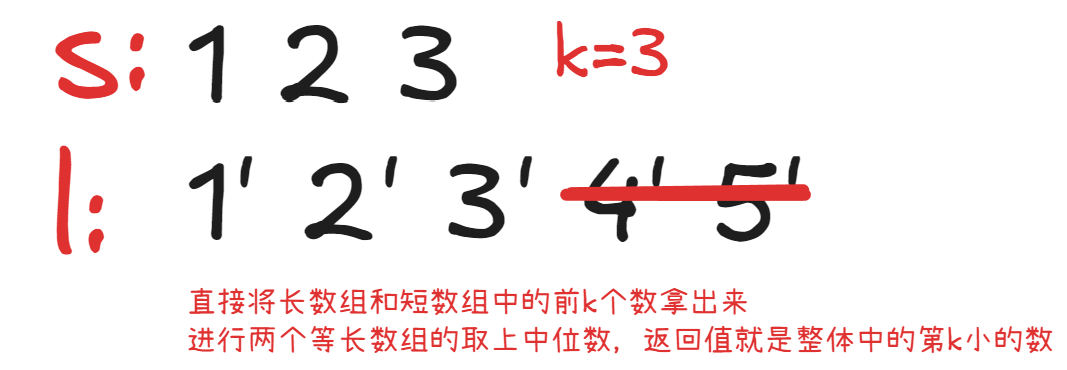 s: 1 2 3 k=3
l: 1' 2' 3' 4' 5'
直接将长数组和短数组中的前k个数拿出来
进行两个等长数组的取上中位数，返回值就是整体中的第k小的数